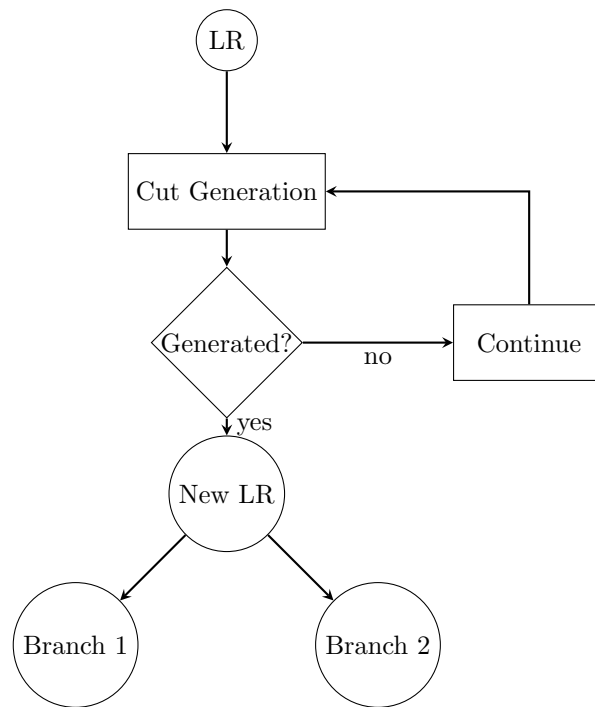 LR
Cut Generation
Generated?
no
Continue
yes
New LR
Branch 1
Branch 2